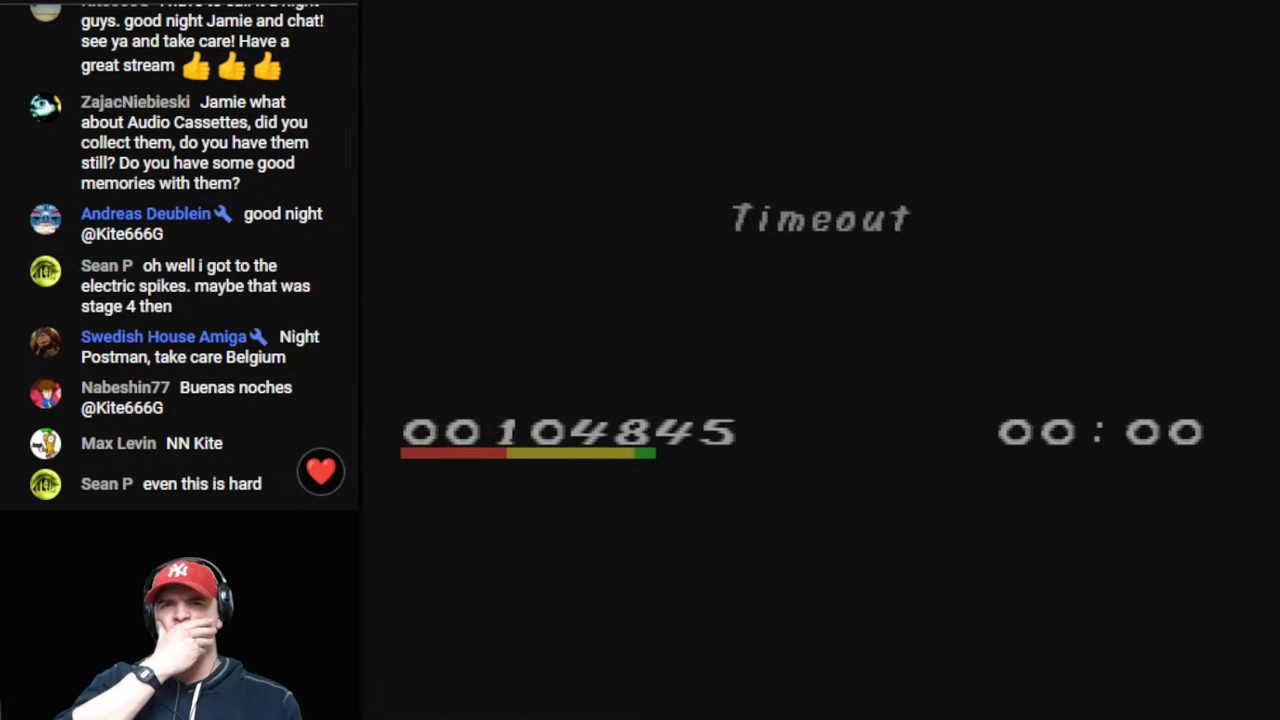 guys. good night Jamie and chat!
see ya and take care! Have a
great stream 👍👍👍
ZajacNiebieski Jamie what
about Audio Cassettes, did you
collect them, do you have them
still? Do you have some good
memories with them?
Andreas Deublein good night
@Kite666G
Sean P oh well i got to the
electric spikes. maybe that was
stage 4 then
Swedish House Amiga Night
Postman, take care Belgium
Nabeshin77 Buenas noches
@Kite666G
Max Levin NN Kite
Sean P even this is hard
Timeout
00104845
00:00
NY